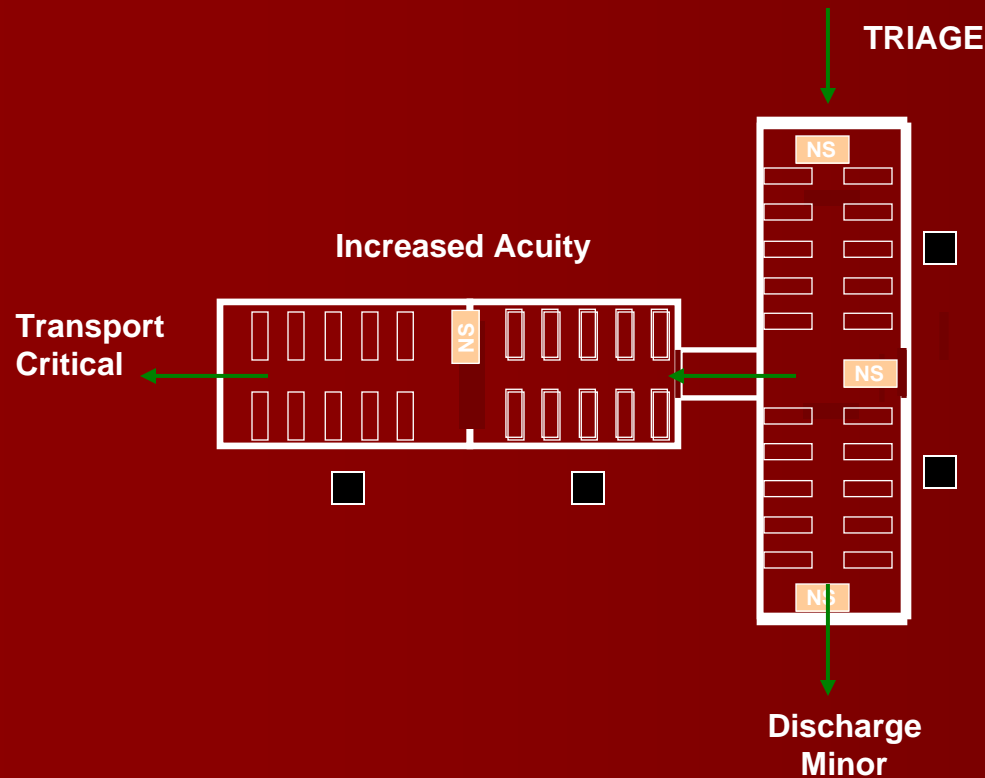 TRIAGE
NS
Increased Acuity
Transport
Critical
NS
NS
NS
Discharge
Minor